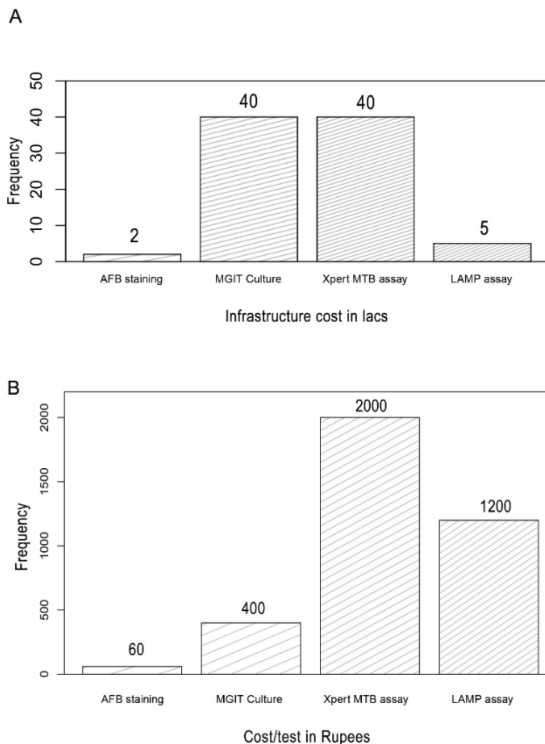 A
50
40
30
20
10
0
Frequency
2
40
40
5
AFB staining
MGIT Culture
Xpert MTB assay
LAMP assay
Infrastructure cost in lacs
B
2000
1500
1000
500
0
Frequency
60
400
2000
1200
AFB staining
MGIT Culture
Xpert MTB assay
LAMP assay
Cost/test in Rupees